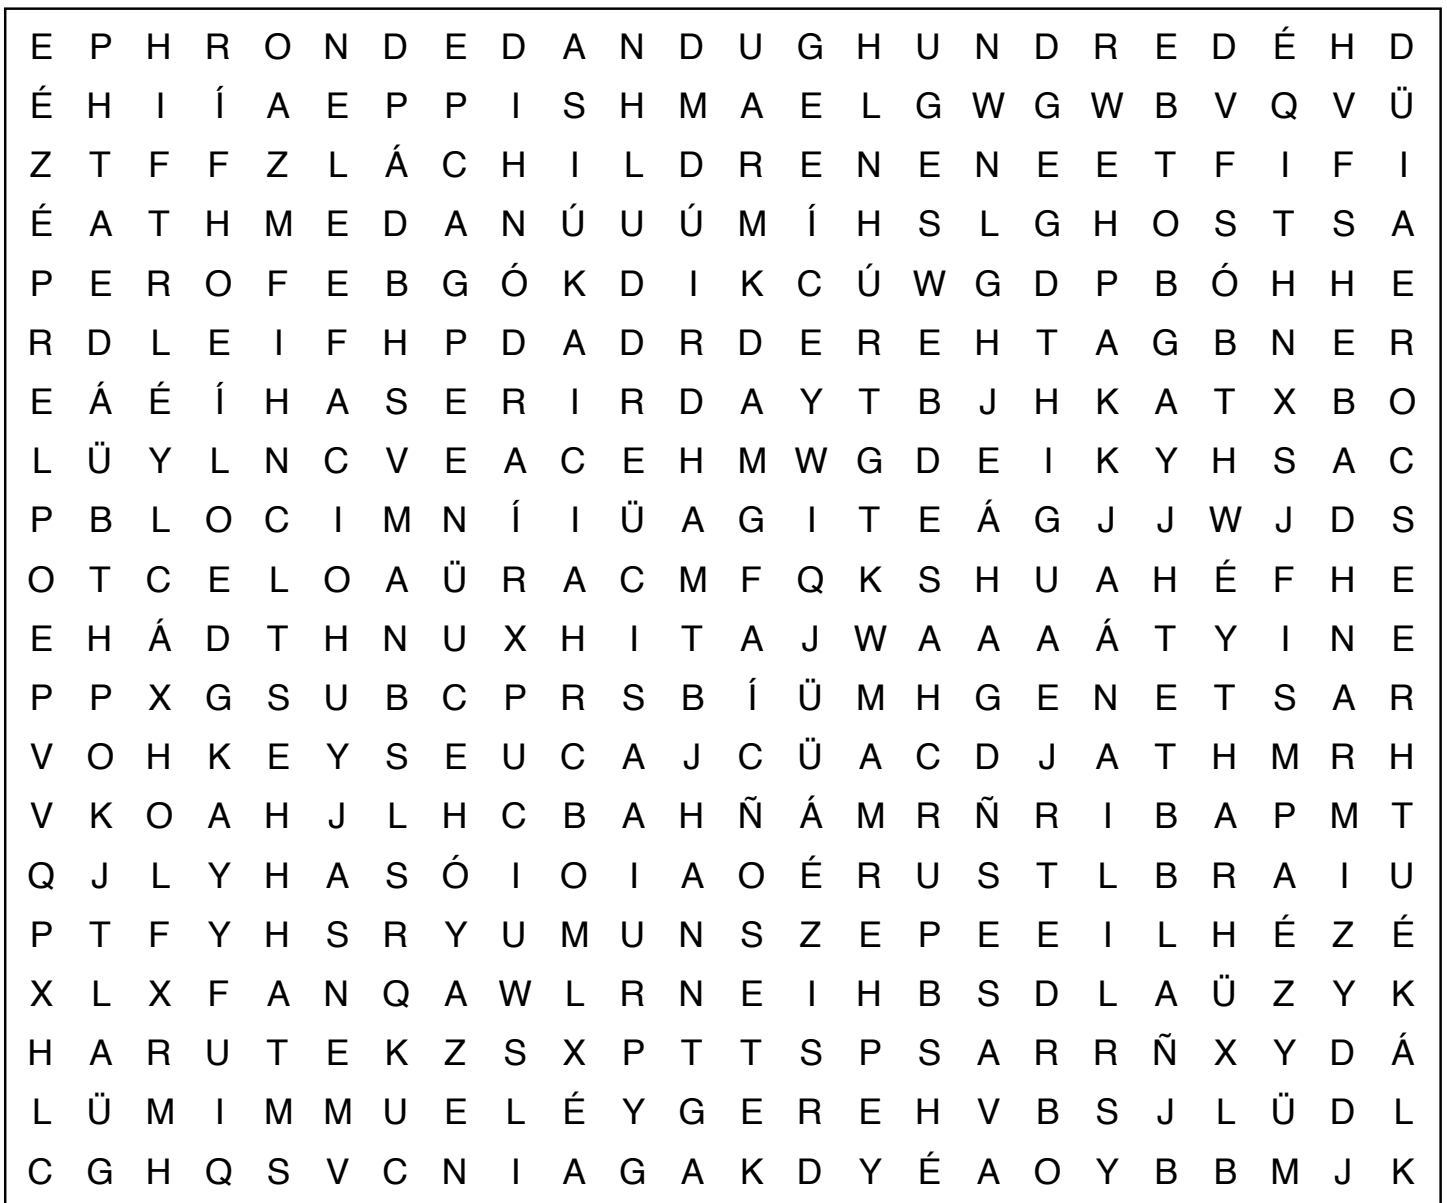 E P H R O N D E D A N D U G H U N D R E D É H D
É H I Í A E P P I S H M A E L G W G W B V Q V Ü
Z T F F Z L Á C H I L D R E N E N E E T F I F I
É A T H M E D A N Ú U Ú M Í H S L G H O S T S A
P E R O F E B G Ó K D I K C Ú W G D P B Ó H H E
R D L E I F H P D A D R D E R E H T A G B N E R
E Á É Í H A S E R I R D A Y T B J H K A T X B O
L Ü Y L N C V E A C E H M W G D E I K Y H S A C
P B L O C I M N Í I Ü A G I T E Á G J J W J D S
O T C E L O A Ü R A C M F Q K S H U A H É F H E
E H Á D T H N U X H I T A J W A A A Á T Y I N E
P P X G S U B C P R S B Í Ü M H G E N E T S A R
V O H K E Y S E U C A J C Ü A C D J A T H M R H
V K O A H J L H C B A H Ñ Á M R Ñ R I B A P M T
Q J L Y H A S Ó I O I A O É R U S T L B R A I U
P T F Y H S R Y U M U N S Z E P E E I L H É Z É
X L X F A N Q A W L R N E I H B S D L A Ü Z Y K
H A R U T E K Z S X P T T S P S A R R Ñ X Y D Á
L Ü M I M M U E L É Y G E R E H V B S J L Ü D L
C G H Q S V C N I A G A K D Y É A O Y B B M J K